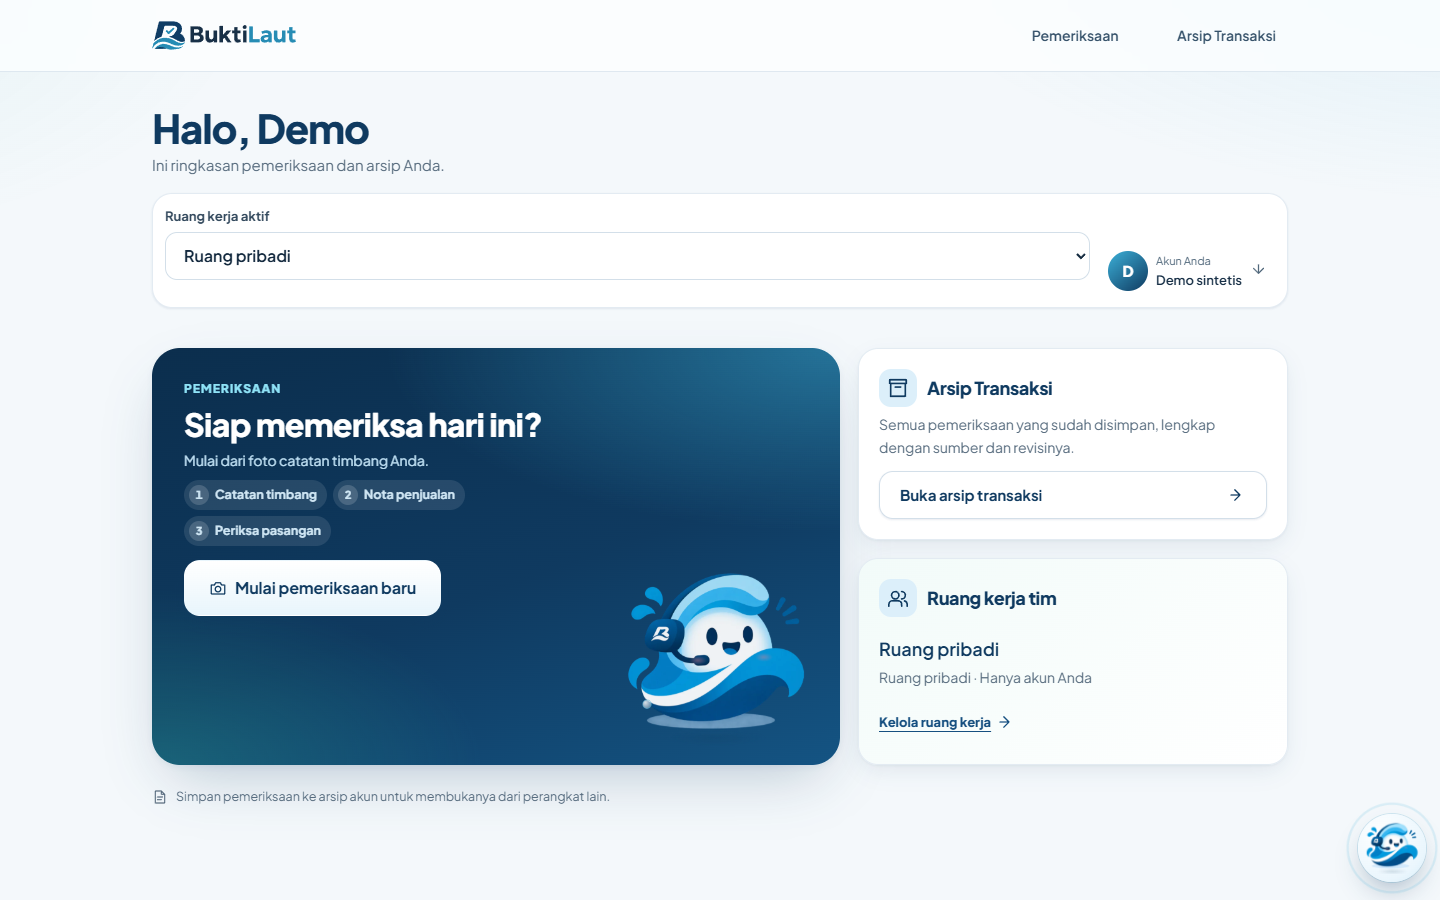 BuktiLaut
Pemeriksaan
Arsip Transaksi
Halo, Demo
Ini ringkasan pemeriksaan dan arsip Anda.
Ruang kerja aktif
Ruang pribadi
D
Akun Anda
Demo sintetis
PEMERIKSAAN
Siap memeriksa hari ini?
Mulai dari foto catatan timbang Anda.
1 Catatan timbang
2 Nota penjualan
3 Periksa pasangan
Mulai pemeriksaan baru
Arsip Transaksi
Semua pemeriksaan yang sudah disimpan, lengkap
dengan sumber dan revisinya.
Buka arsip transaksi
Ruang kerja tim
Ruang pribadi
Ruang pribadi · Hanya akun Anda
Kelola ruang kerja
Simpan pemeriksaan ke arsip akun untuk membukanya dari perangkat lain.